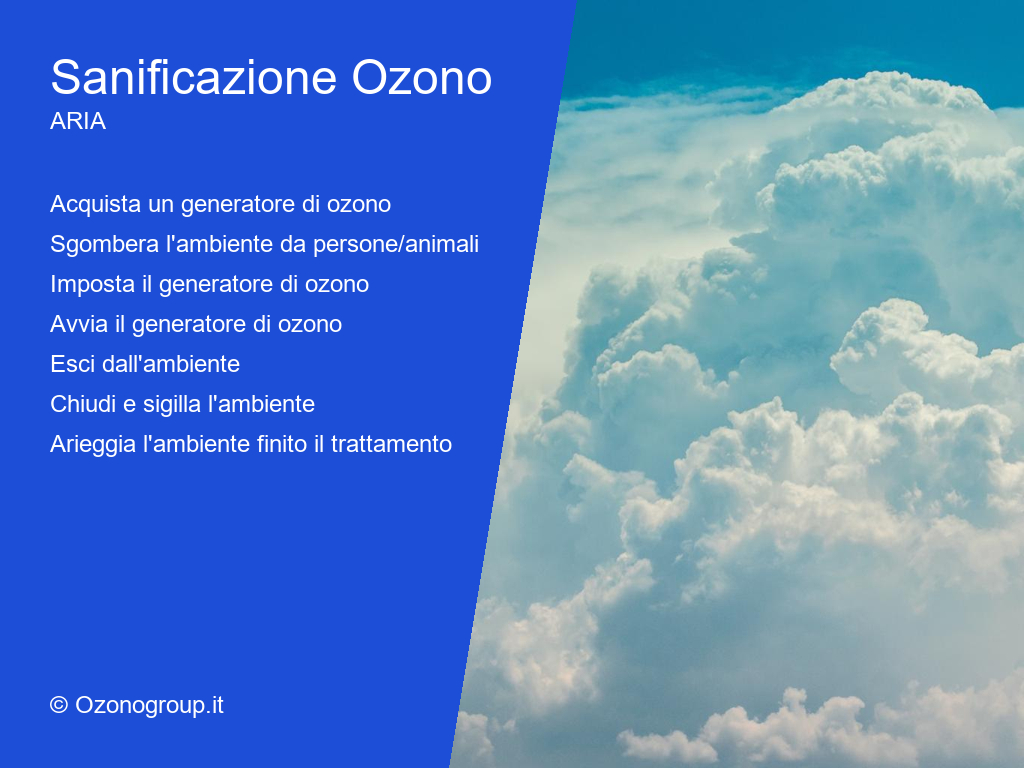 Sanificazione Ozono
ARIA
Acquista un generatore di ozono
Sgombera l'ambiente da persone/animali
Imposta il generatore di ozono
Avvia il generatore di ozono
Esci dall'ambiente
Chiudi e sigilla l'ambiente
Arieggia l'ambiente finito il trattamento
© Ozonogroup.it